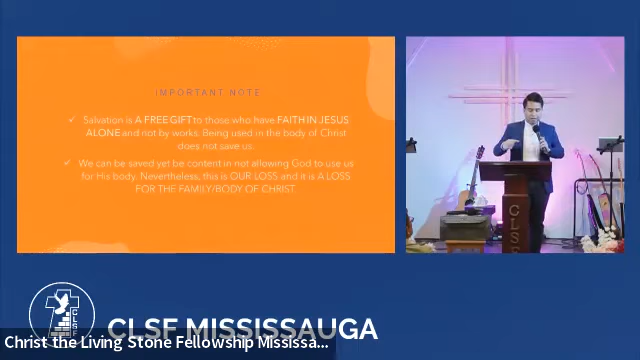 IMPORTANT NOTE
✓ Salvation is A FREE GIFT to those who have FAITH IN JESUS
ALONE and not by works. Being used in the body of Christ
does not save us.
✓ We can be saved yet be content in not allowing God to use us
for His body. Nevertheless, this is OUR LOSS and it is A LOSS
FOR THE FAMILY/BODY OF CHRIST.
CLSF
CLSF
CLSF MISSISSAUGA
Christ the Living Stone Fellowship Mississa...